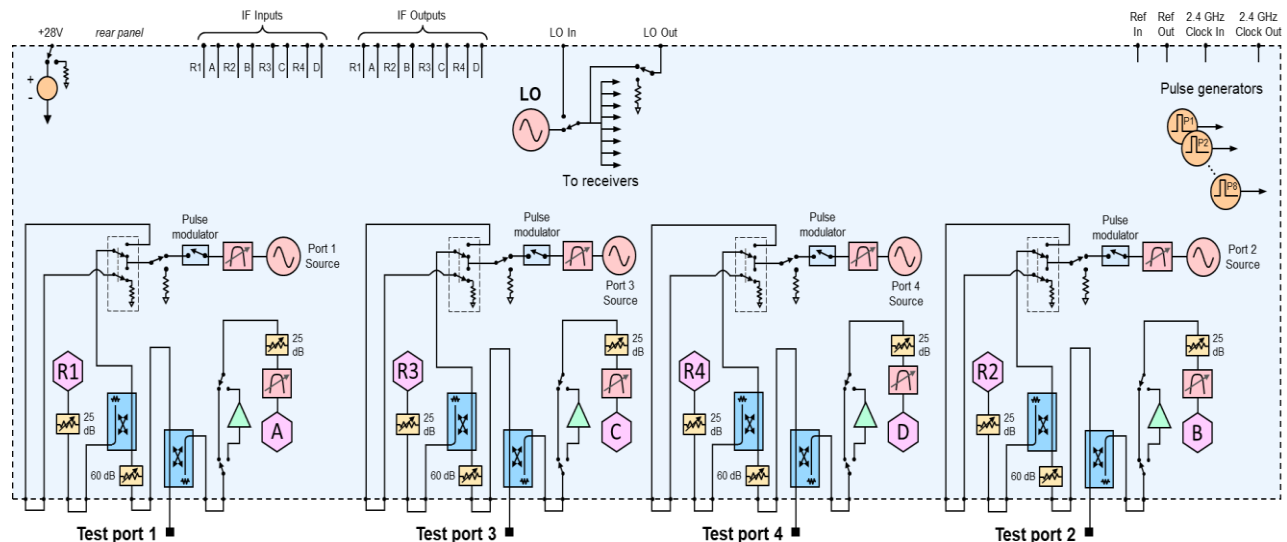 +28V
rear panel
IF Inputs
IF Outputs
LO In
LO Out
Ref
In
Ref
Out
2.4 GHz
Clock In
2.4 GHz
Clock Out
R1 A R2 B R3 C R4 D
R1 A R2 B R3 C R4 D
+
-
LO
To receivers
Pulse generators
P1
P2
P8
Pulse
modulator
Port 1
Source
Pulse
modulator
Port 3
Source
Pulse
modulator
Port 4
Source
Pulse
modulator
Port 2
Source
R1
25
dB
60 dB
25
dB
A
R3
25
dB
60 dB
25
dB
C
R4
25
dB
60 dB
25
dB
D
R2
25
dB
60 dB
25
dB
B
Test port 1
Test port 3
Test port 4
Test port 2